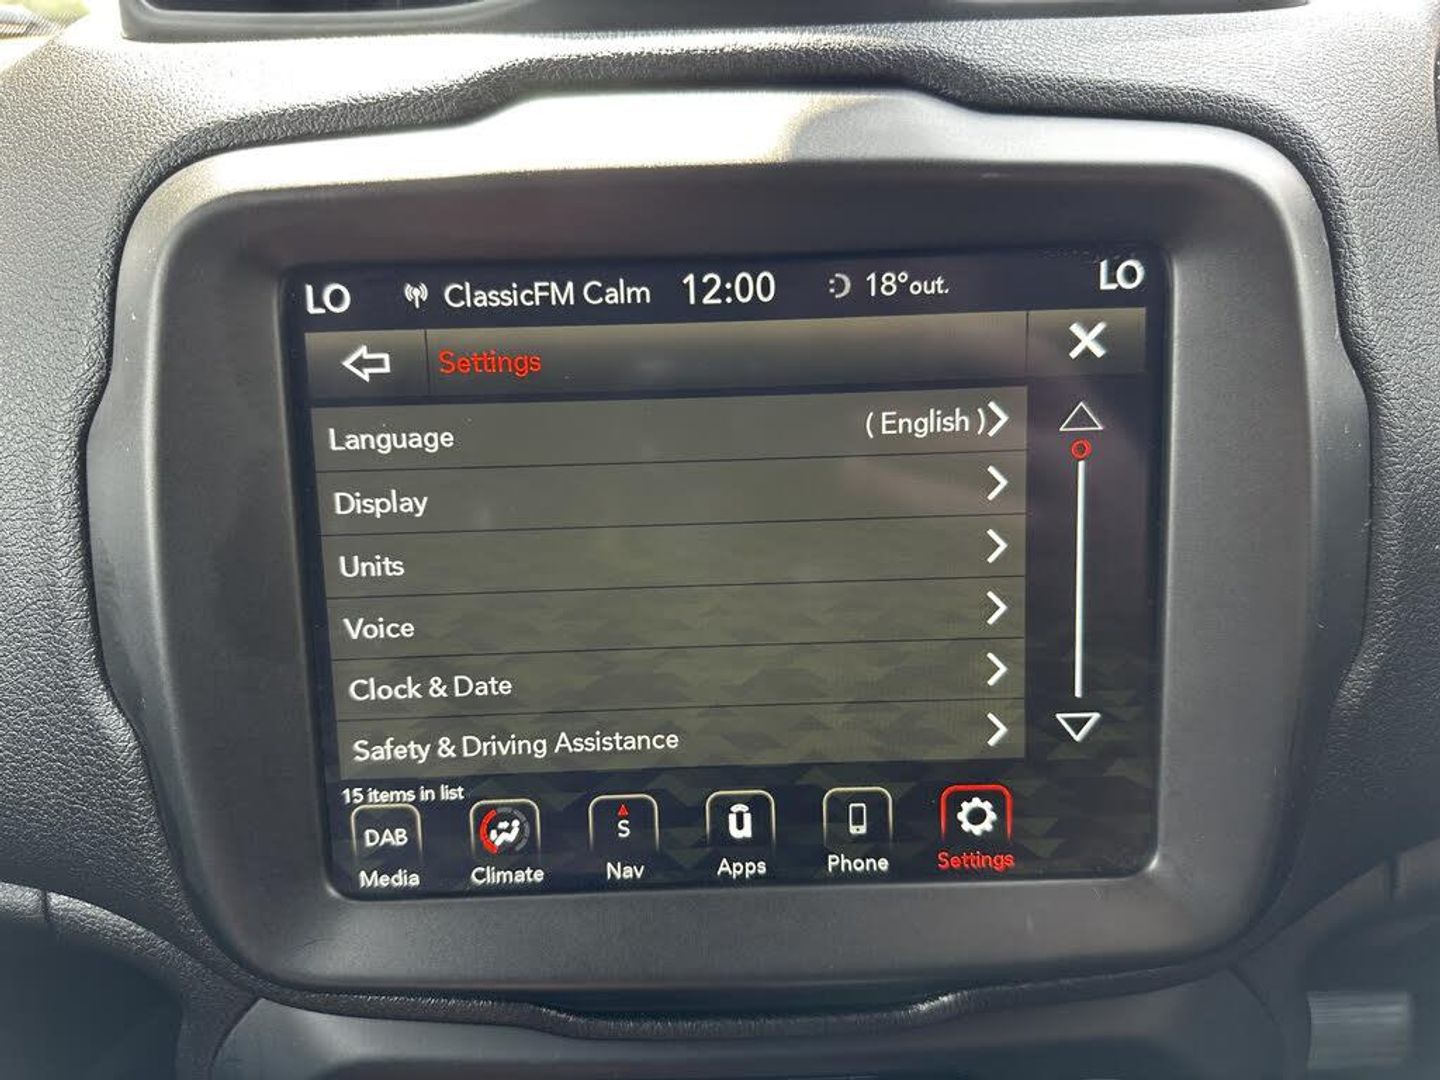 LO ClassicFM Calm 12:00 18°out. LO
Settings
Language (English)
Display
Units
Voice
Clock & Date
Safety & Driving Assistance
15 items in list
DAB S
Media Climate Nav Apps Phone Settings